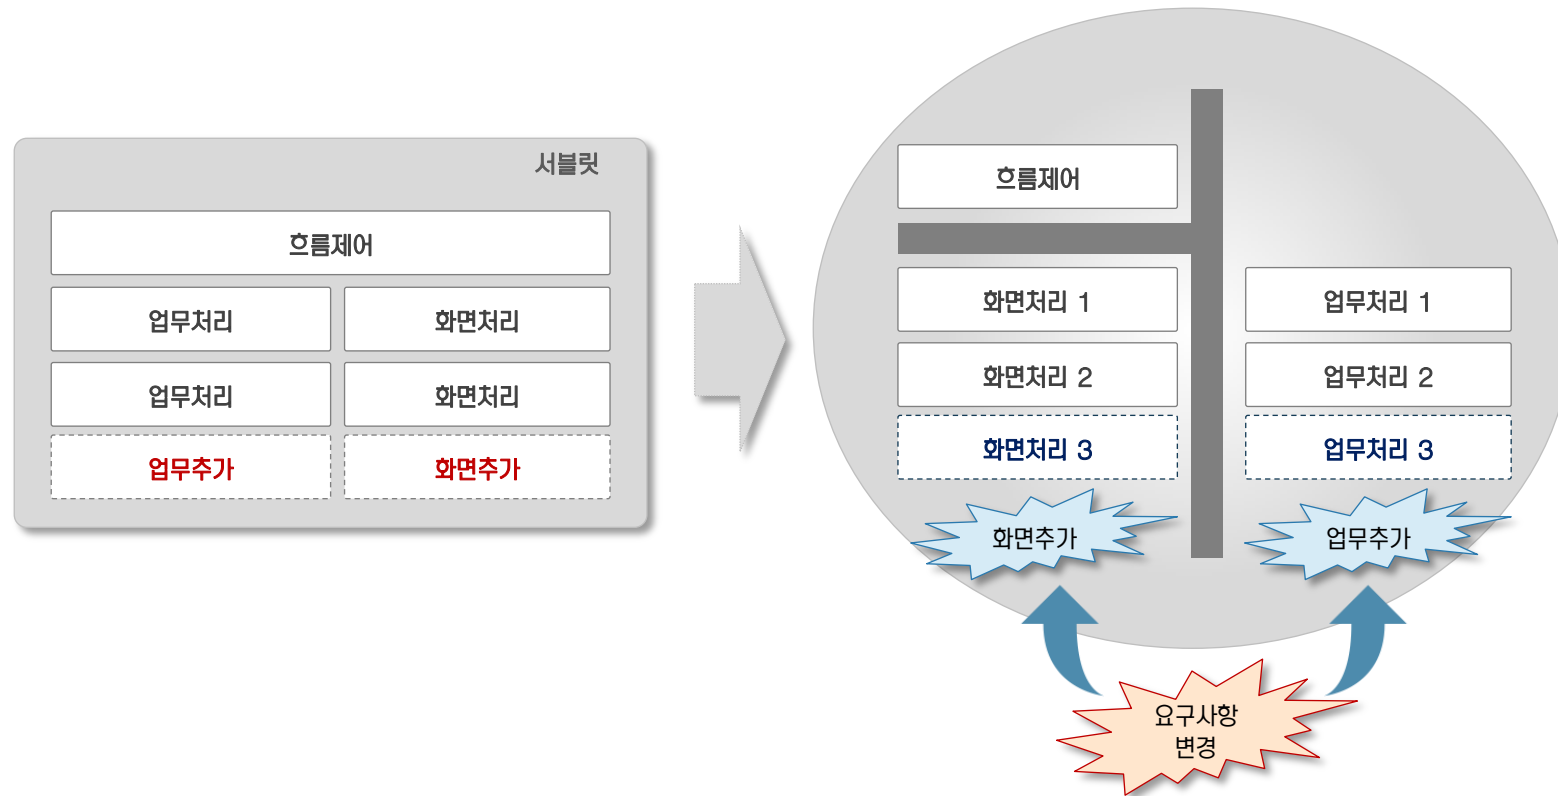 서블릿
흐름제어
업무처리
화면처리
업무처리
화면처리
업무추가
화면추가
흐름제어
화면처리 1
업무처리 1
화면처리 2
업무처리 2
화면처리 3
업무처리 3
화면추가
업무추가
요구사항
변경